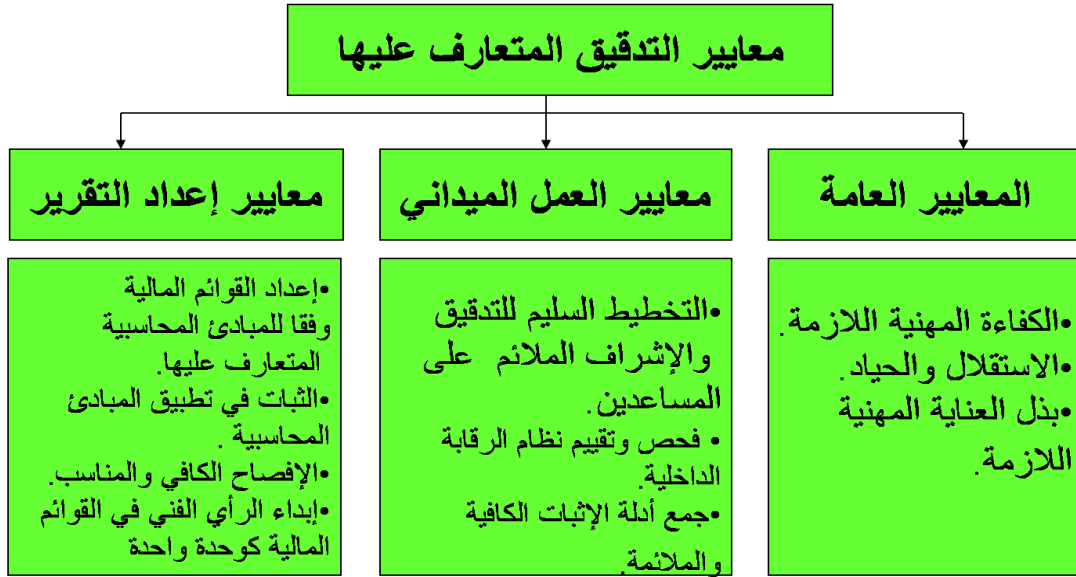 معايير التدقيق المتعارف عليها
المعايير العامة
معايير العمل الميداني
معايير إعداد التقرير
•الكفاءة المهنية اللازمة.
•الاستقلال والحياد.
•بذل العناية المهنية
اللازمة.
•التخطيط السليم للتدقيق
والإشراف الملائم على
المساعدين.
• فحص وتقييم نظام الرقابة
الداخلية.
•جمع أدلة الإثبات الكافية
والملائمة.
•إعداد القوائم المالية
وفقا للمبادئ المحاسبية
المتعارف عليها.
•الثبات في تطبيق المبادئ
المحاسبية .
•الإفصاح الكافي والمناسب.
•إبداء الرأي الفني في القوائم
المالية كوحدة واحدة